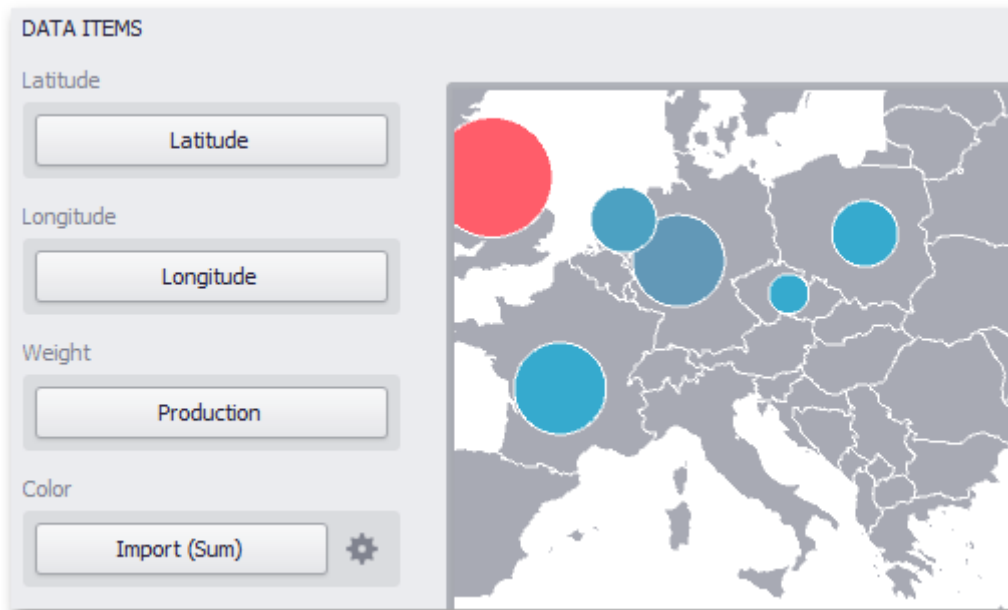 DATA ITEMS
Latitude
Latitude
Longitude
Longitude
Weight
Production
Color
Import (Sum)